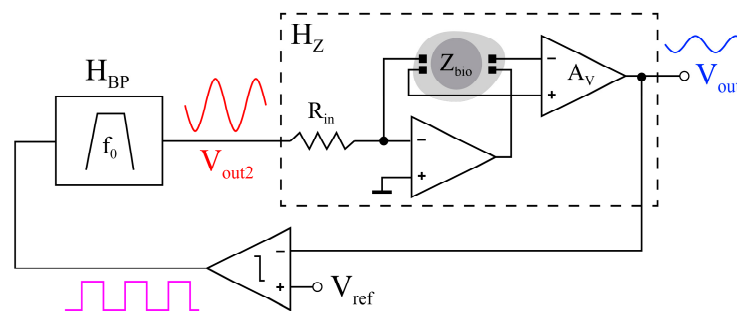 H_Z
H_BP
Z_bio
A_V
R_in
f_0
V_out
V_out2
V_ref
− + − + − +